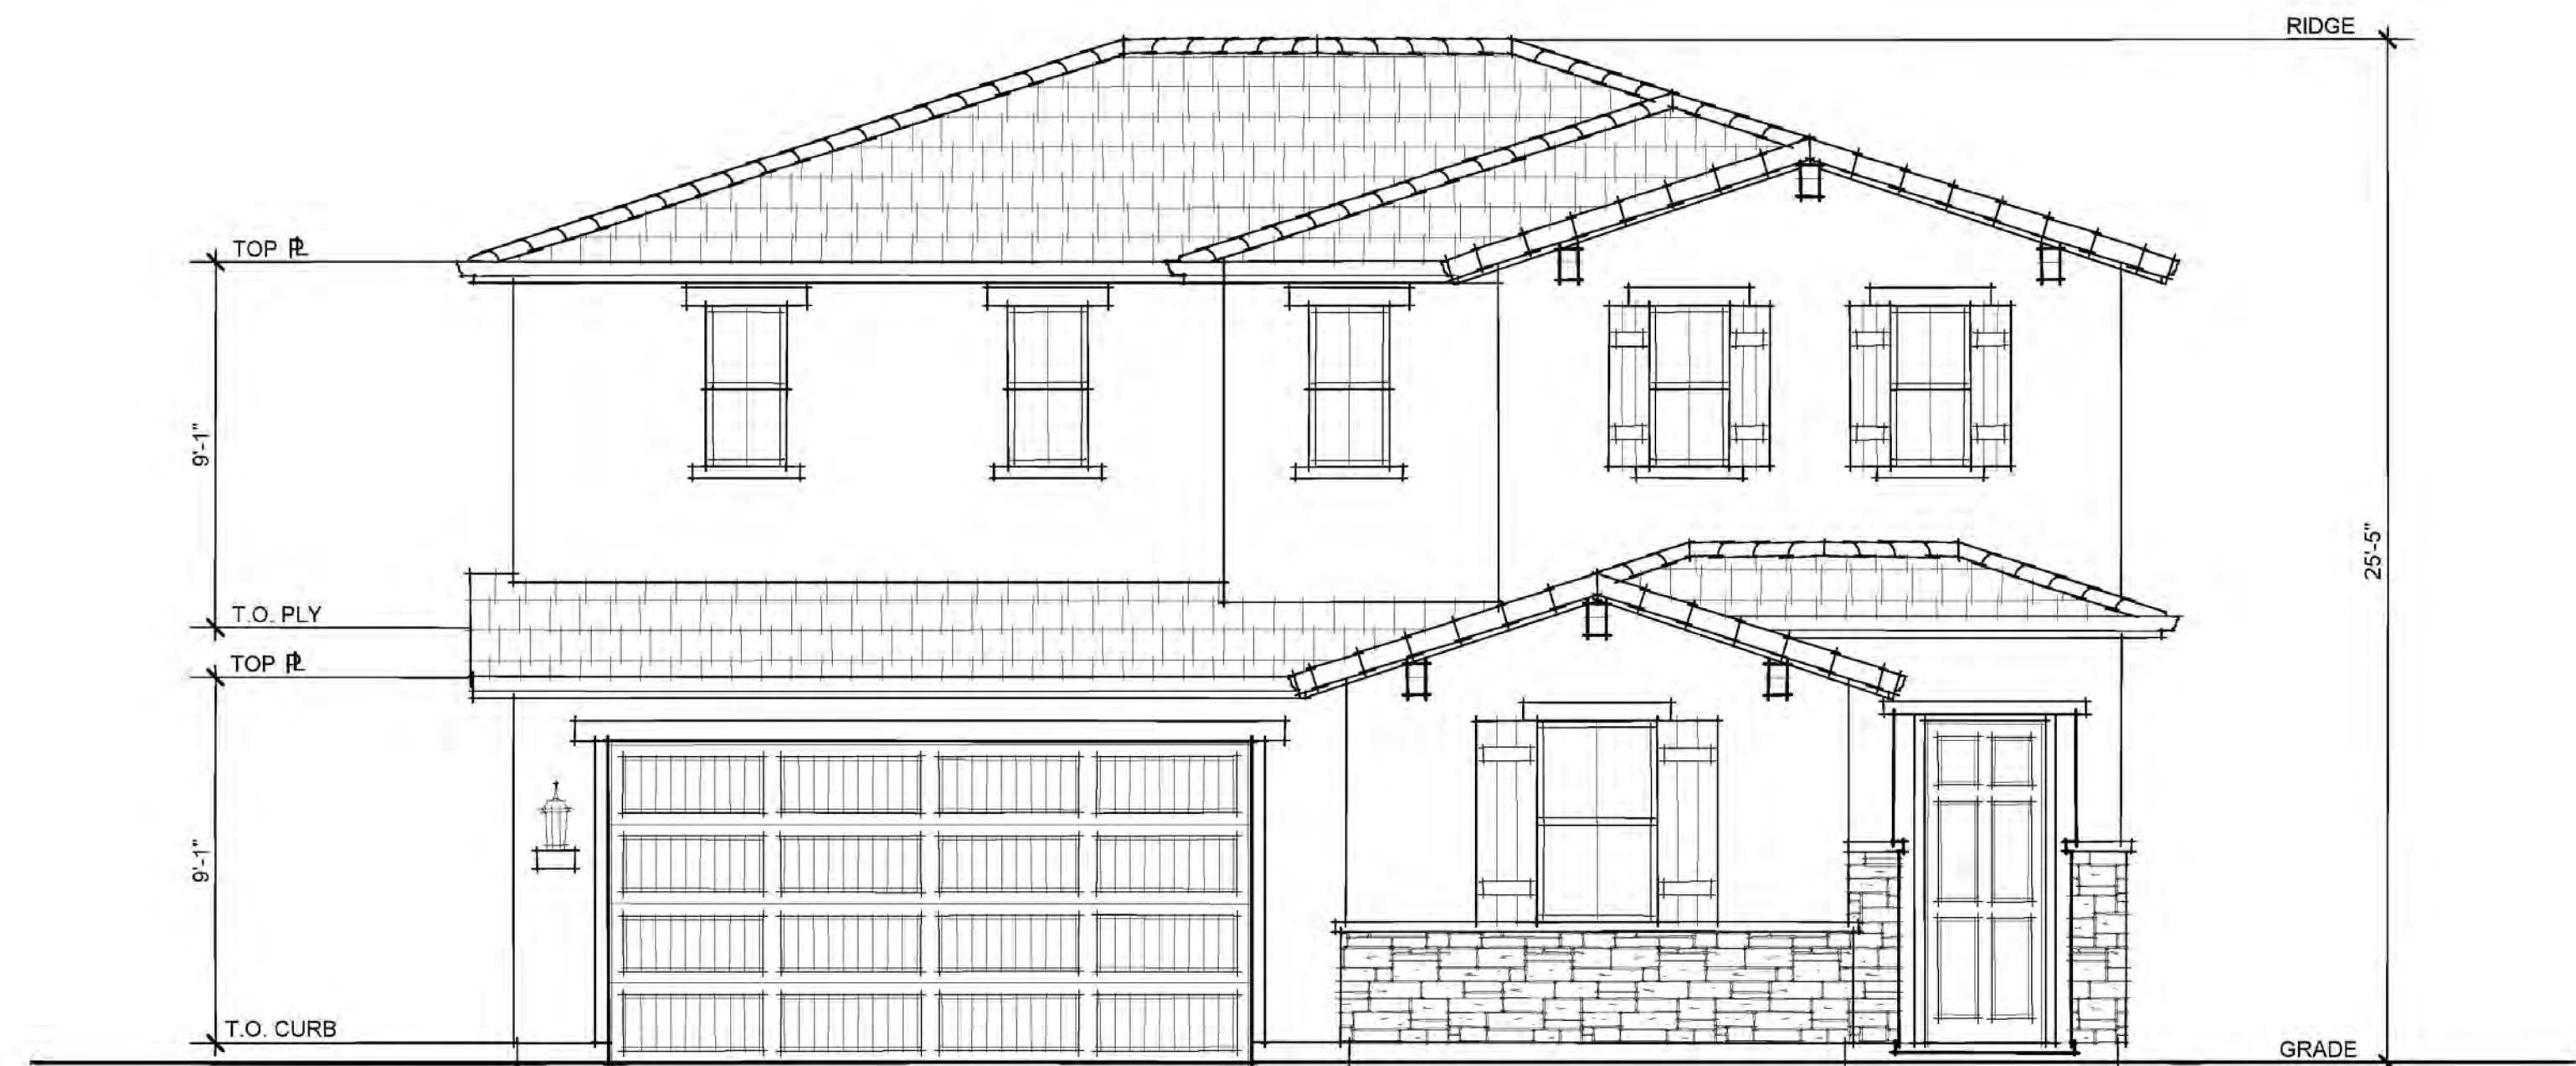 RIDGE
TOP PL
9'-1"
T.O. PLY
TOP PL
25'-5"
9'-1"
T.O. CURB
GRADE